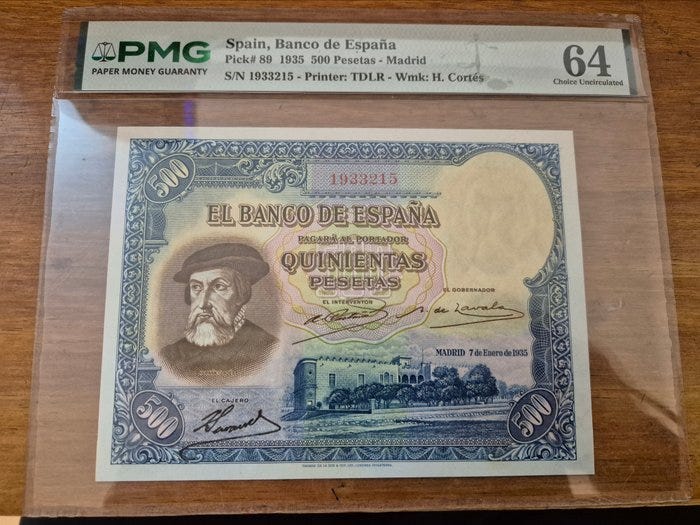 PMG
PAPER MONEY GUARANTY
Spain, Banco de España
Pick# 89 1935 500 Pesetas - Madrid
S/N 1933215 - Printer: TDLR - Wmk: H. Cortés
64
Choice Uncirculated
500
1933215
EL BANCO DE ESPAÑA
PAGARÁ AL PORTADOR
QUINIENTAS
PESETAS
EL INTERVENTOR
EL GOBERNADOR
MADRID 7 de Enero de 1935
EL CAJERO
500
500